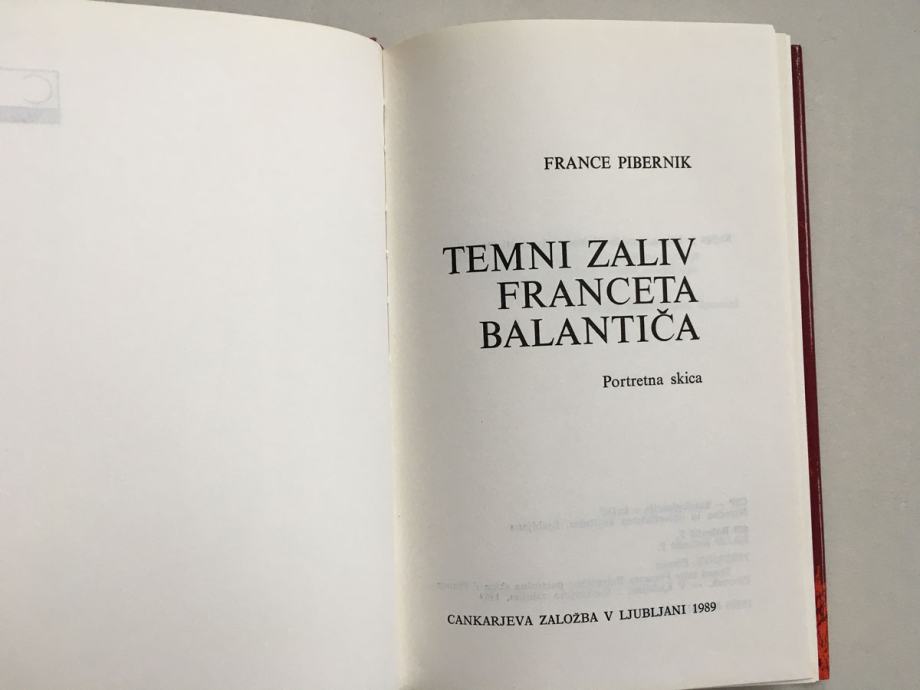 FRANCE PIBERNIK
TEMNI ZALIV
FRANCETA
BALANTIČA
Portretna skica
CANKARJEVA ZALOŽBA V LJUBLJANI 1989